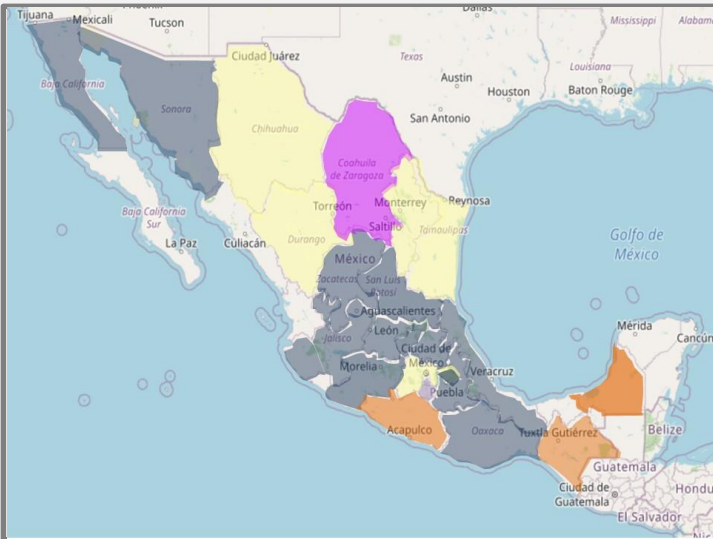 Dallas
Tijuana
Mexicali
Tucson
Mississippi
Alabam
Ciudad Juárez
Texas
Louisiana
Baja California
Austin
Baton Rouge
Houston
Sonora
San Antonio
Chihuahua
Coahuila
de Zaragoza
Baja California
Sur
Torreón
Monterrey
Reynosa
Saltillo
Tamaulipas
La Paz
Culiacán
Durango
Golfo de
México
México
Zacatecas
San Luis
Potosí
Aguascalientes
Mérida
Cancún
Jalisco
León
Ciudad de
México
Morelia
Veracruz
Puebla
Acapulco
Oaxaca
Tuxtla Gutiérrez
Belize
Guatemala
Ciudad de
Guatemala
Hondu
El Salvador
Nic